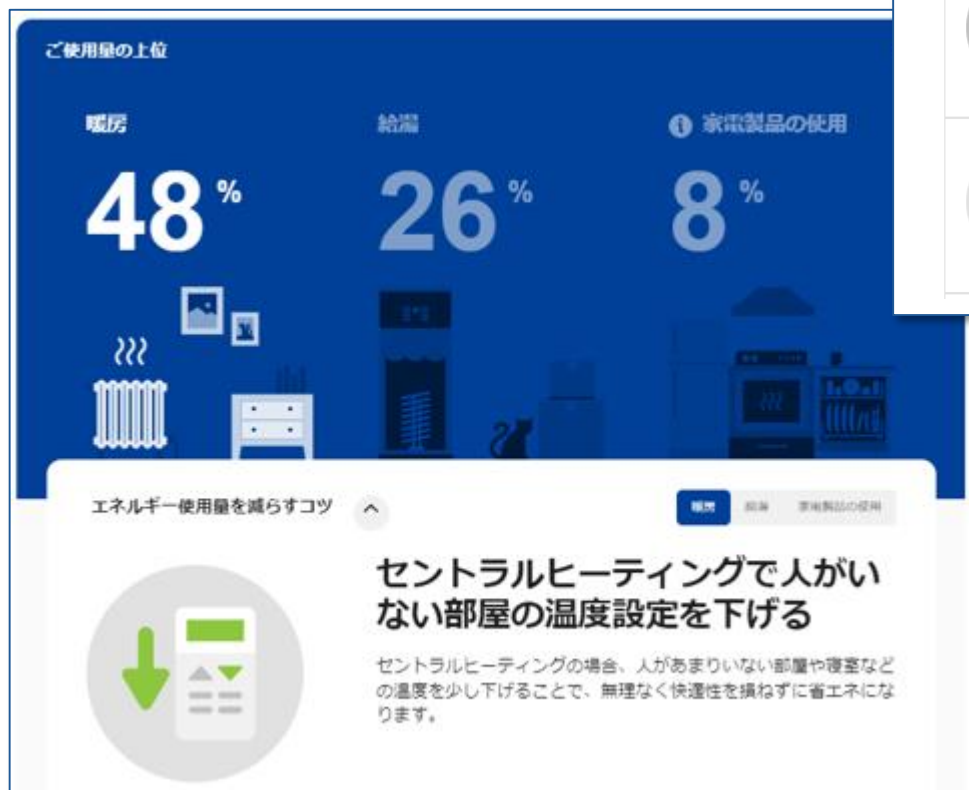 ご使用量の上位
暖房
給湯
家電製品の使用
48%
26%
8%
エネルギー使用量を減らすコツ
暖房
給湯
家電製品の使用
セントラルヒーティングで人がい
ない部屋の温度設定を下げる
セントラルヒーティングの場合、人があまりいない部屋や寝室など
の温度を少し下げることで、無理なく快適性を損ねずに省エネにな
ります。